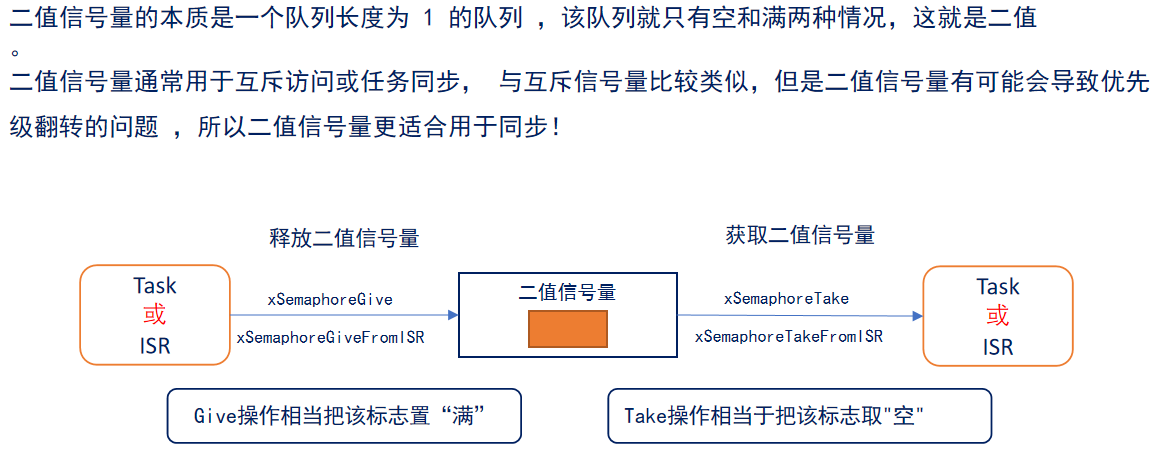 二值信号量的本质是一个队列长度为 1 的队列 ，该队列就只有空和满两种情况，这就是二值
。
二值信号量通常用于互斥访问或任务同步， 与互斥信号量比较类似，但是二值信号量有可能会导致优先
级翻转的问题 ，所以二值信号量更适合用于同步！
释放二值信号量
获取二值信号量
Task
或
ISR
xSemaphoreGive
xSemaphoreGiveFromISR
二值信号量
xSemaphoreTake
xSemaphoreTakeFromISR
Task
或
ISR
Give操作相当把该标志置“满”
Take操作相当于把该标志取"空"